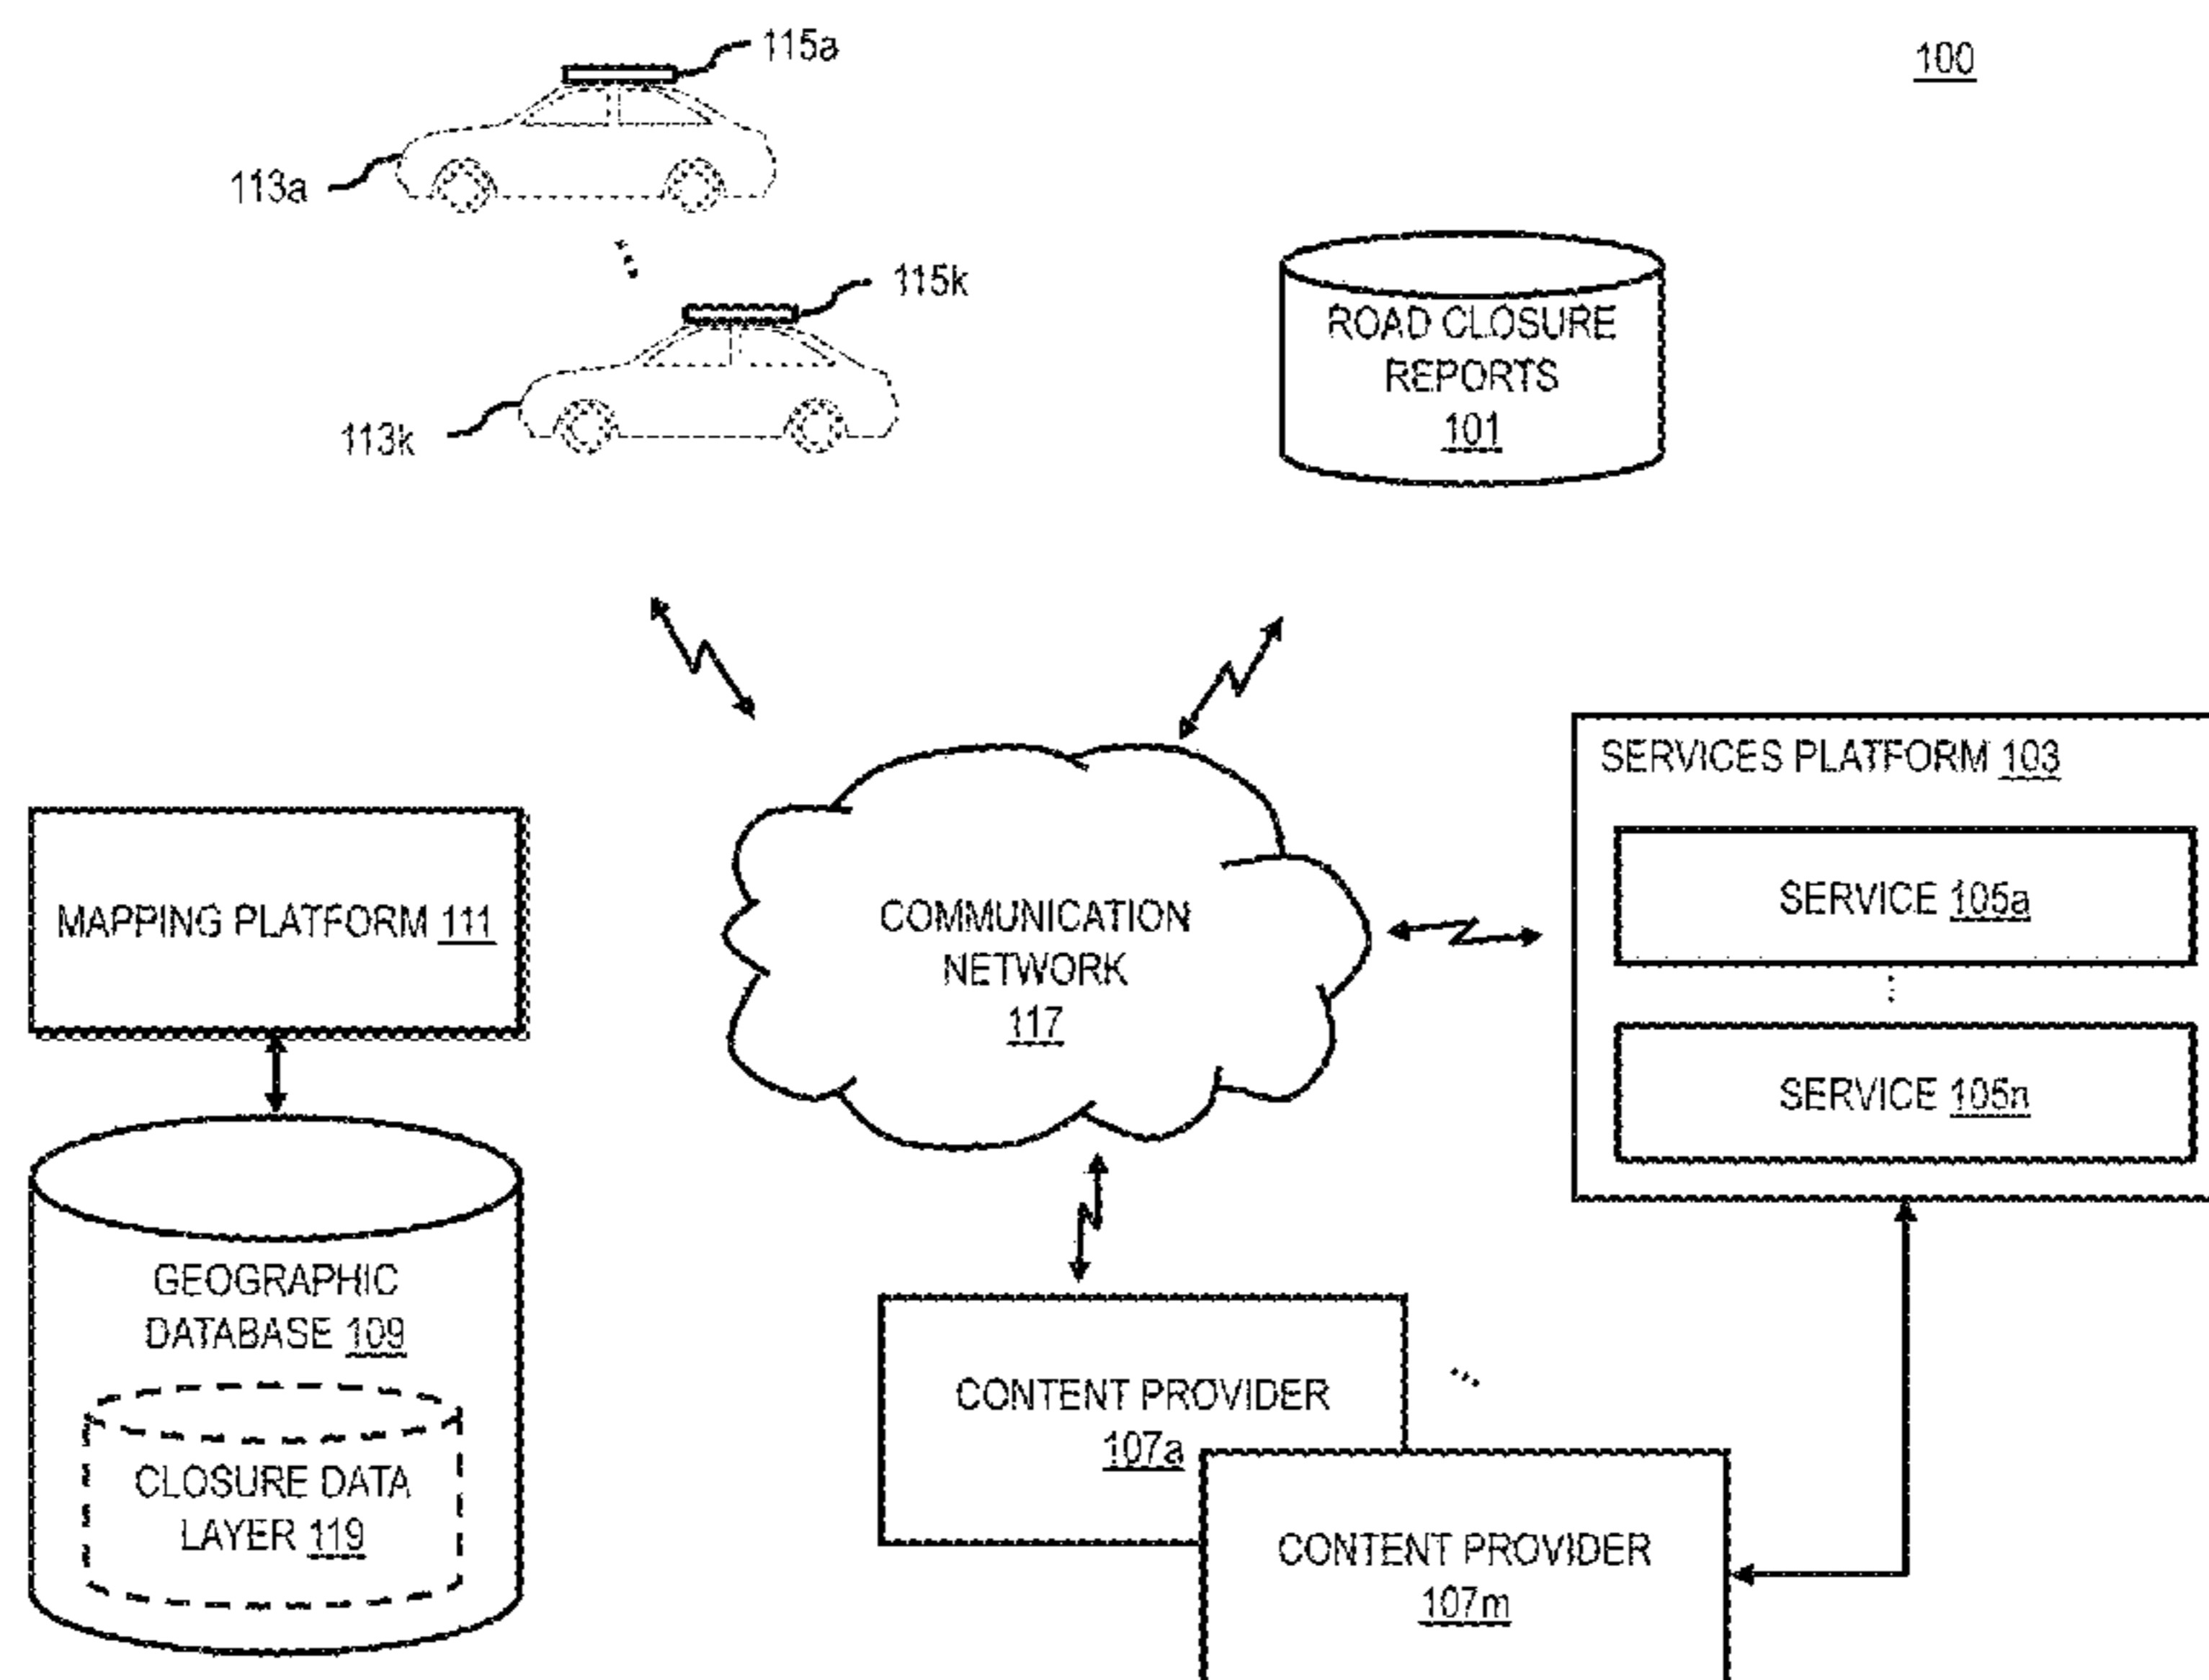 115a
100
113a
115k
113k
ROAD CLOSURE
REPORTS
101
SERVICES PLATFORM 103
SERVICE 105a
SERVICE 105n
MAPPING PLATFORM 111
COMMUNICATION
NETWORK
117
GEOGRAPHIC
DATABASE 109
CLOSURE DATA
LAYER 119
CONTENT PROVIDER
107a
CONTENT PROVIDER
107m